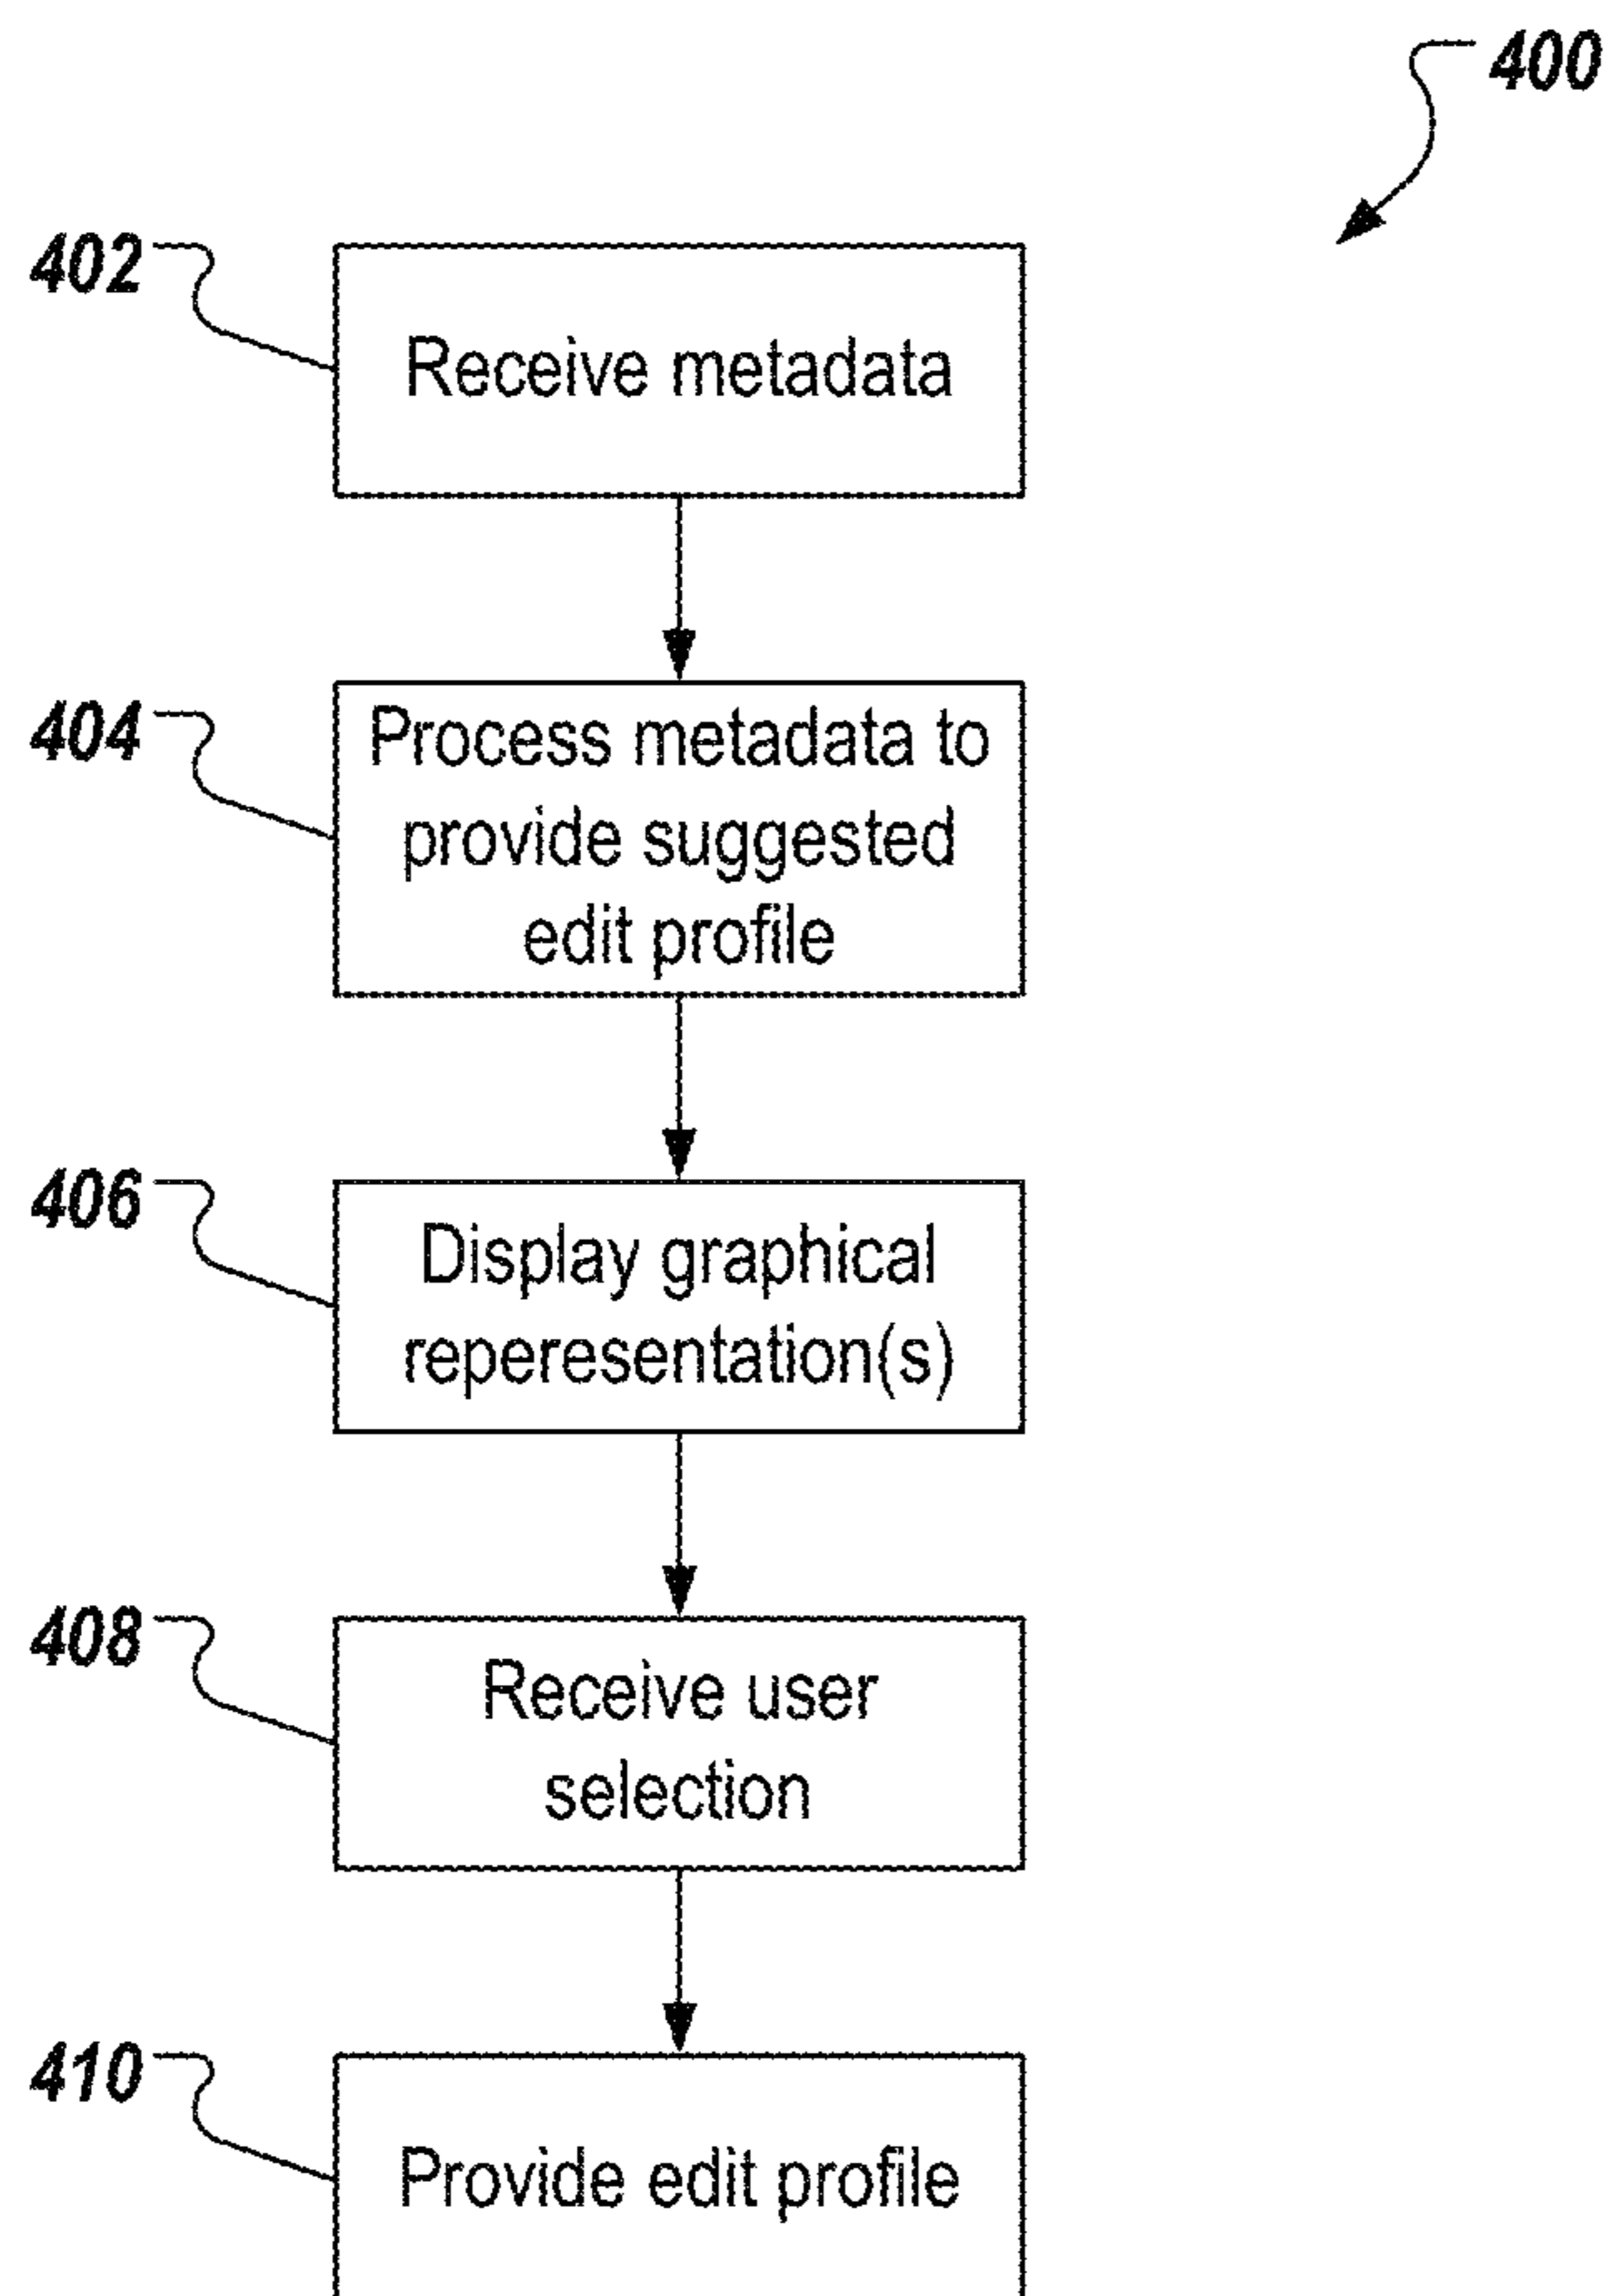 400
402
Receive metadata
404
Process metadata to
provide suggested
edit profile
406
Display graphical
reperesentation(s)
408
Receive user
selection
410
Provide edit profile